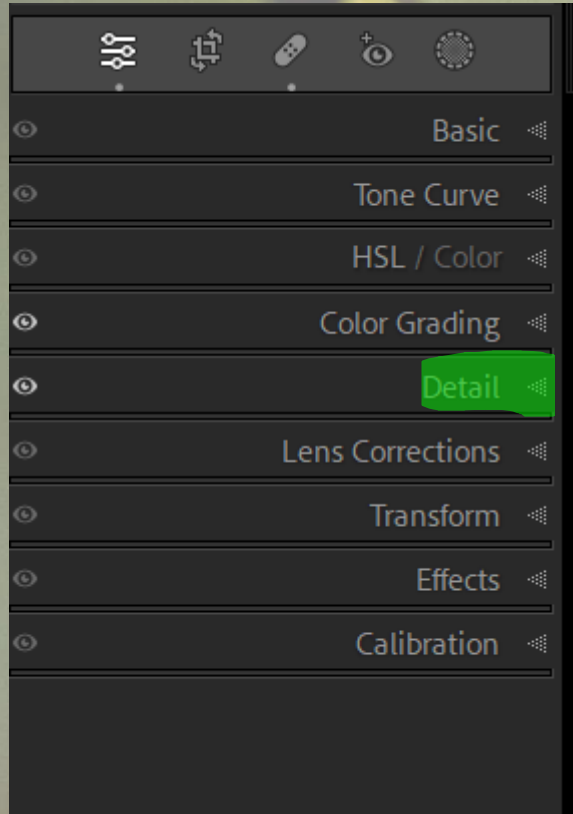 Basic
Tone Curve
HSL / Color
Color Grading
Detail
Lens Corrections
Transform
Effects
Calibration